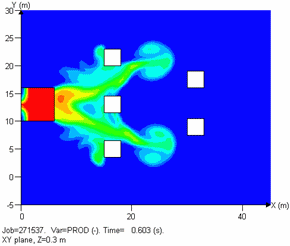 Y (m)
30
25
20
15
10
5
0
-5
0
20
40
X (m)
Job=271537. Var=PROD (-). Time= 0.603 (s).
XY plane, Z=0.3 m